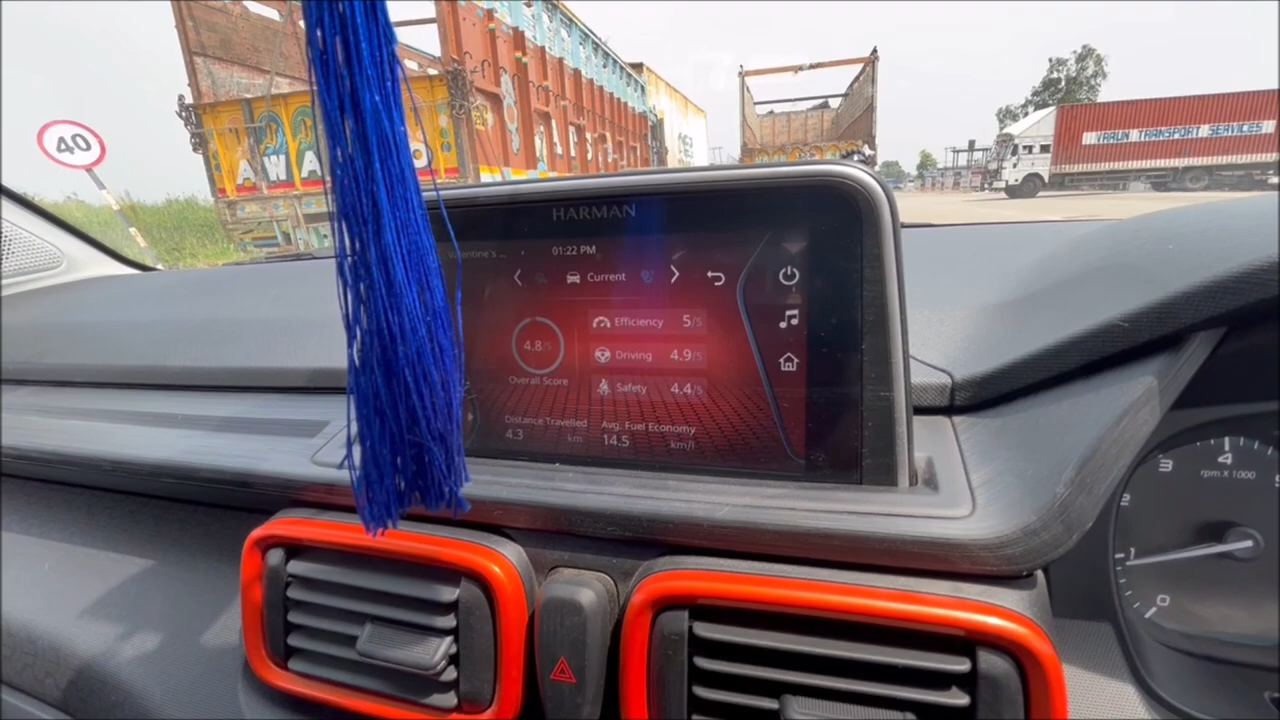 40
AWA
VARUN TRANSPORT SERVICES
HARMAN
Valentine's ...
01:22 PM
Current
4.8/5
Overall Score
Efficiency 5/5
Driving 4.9/5
Safety 4.4/5
Distance Travelled
4.3 km
Avg. Fuel Economy
14.5 km/l
0
1
2
3
4
5
rpm X 1000